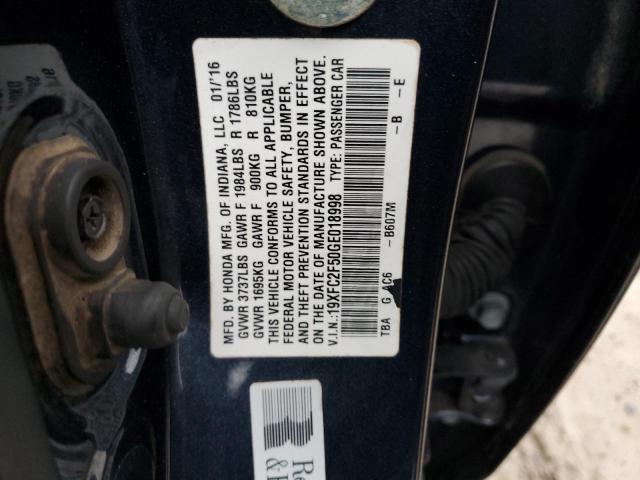 MFD. BY HONDA MFG. OF INDIANA, LLC 01/'16
GVWR 3737LBS GAWR F 1984LBS R 1786LBS
GVWR 1695KG GAWR F 900KG R 810KG
THIS VEHICLE CONFORMS TO ALL APPLICABLE
FEDERAL MOTOR VEHICLE SAFETY, BUMPER,
AND THEFT PREVENTION STANDARDS IN EFFECT
ON THE DATE OF MANUFACTURE SHOWN ABOVE.
V.I.N.:19XFC2F50GE018998 TYPE: PASSENGER CAR
TBA G AC6 -B607M -B -E
Re
&